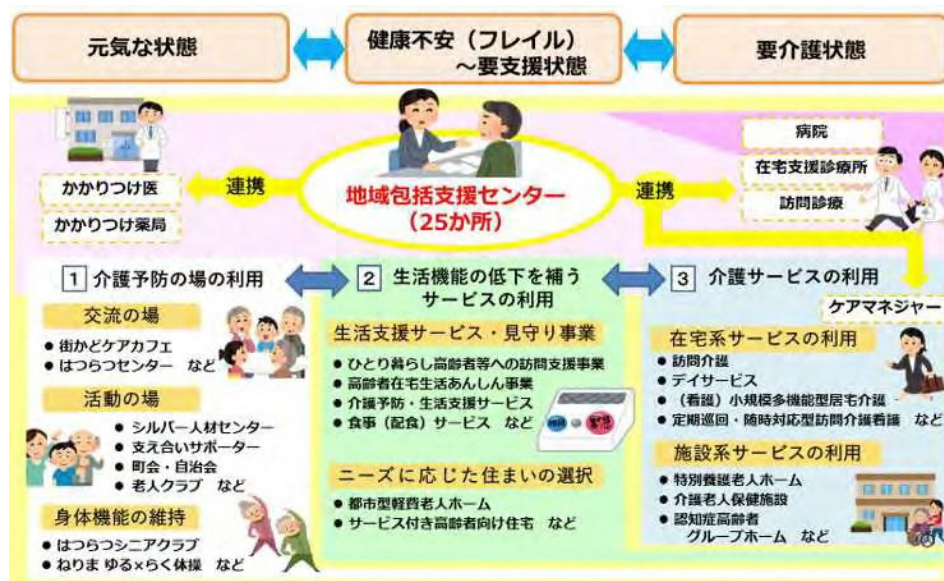 元気な状態
健康不安（フレイル）
～要支援状態
要介護状態
かかりつけ医
かかりつけ薬局
連携
地域包括支援センター
（25か所）
連携
病院
在宅支援診療所
訪問診療
ケアマネジャー
1 介護予防の場の利用
交流の場
● 街かどケアカフェ
● はつらつセンター など
活動の場
● シルバー人材センター
● 支え合いサポーター
● 町会・自治会
● 老人クラブ など
身体機能の維持
● はつらつシニアクラブ
● ねりま ゆる×らく体操 など
2 生活機能の低下を補う
サービスの利用
生活支援サービス・見守り事業
● ひとり暮らし高齢者等への訪問支援事業
● 高齢者在宅生活あんしん事業
● 介護予防・生活支援サービス
● 食事（配食）サービス など
緊急
ニーズに応じた住まいの選択
● 都市型軽費老人ホーム
● サービス付き高齢者向け住宅 など
3 介護サービスの利用
在宅系サービスの利用
● 訪問介護
● デイサービス
● （看護）小規模多機能型居宅介護
● 定期巡回・随時対応型訪問介護看護 など
施設系サービスの利用
● 特別養護老人ホーム
● 介護老人保健施設
● 認知症高齢者
グループホーム など